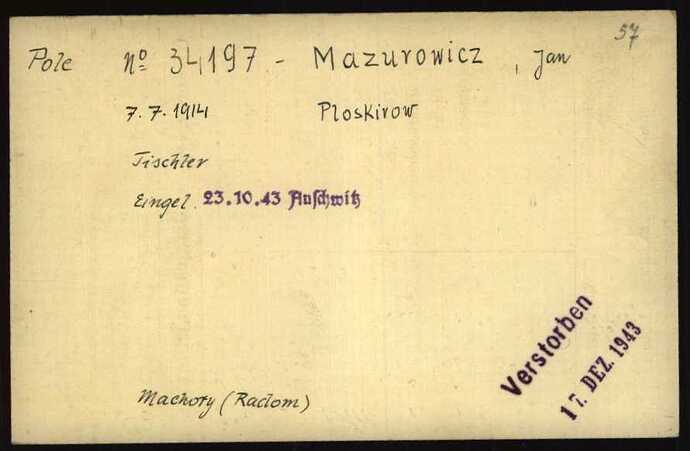 57
Pole Nº 34197 - Mazurowicz, Jan
7. 7. 1914 Ploskirow
Tischler
Eingel. 23.10.43 Auschwitz
Verstorben
17. DEZ. 1943
Machory (Radom)